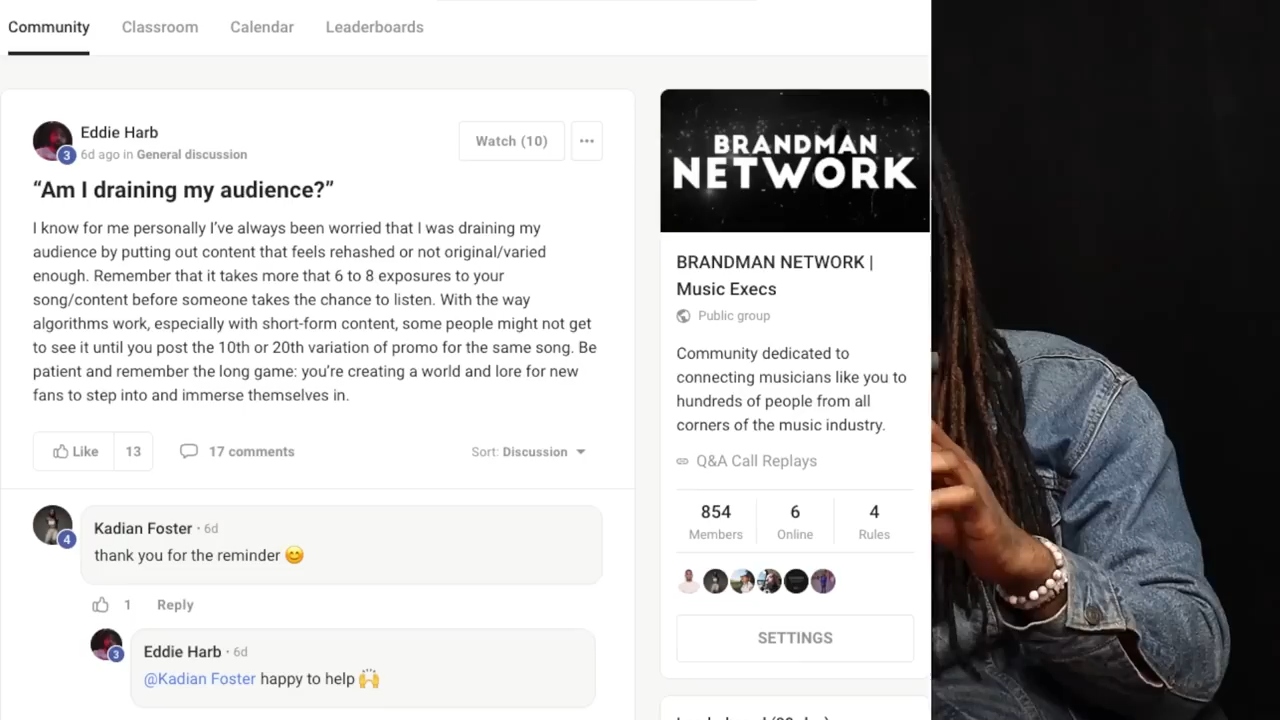 Community Classroom Calendar Leaderboards
Eddie Harb
3 6d ago in General discussion
Watch (10)
“Am I draining my audience?”
I know for me personally I’ve always been worried that I was draining my
audience by putting out content that feels rehashed or not original/varied
enough. Remember that it takes more that 6 to 8 exposures to your
song/content before someone takes the chance to listen. With the way
algorithms work, especially with short-form content, some people might not get
to see it until you post the 10th or 20th variation of promo for the same song. Be
patient and remember the long game: you’re creating a world and lore for new
fans to step into and immerse themselves in.
Like 13 17 comments Sort: Discussion
Kadian Foster · 6d
4
thank you for the reminder 😊
1 Reply
Eddie Harb · 6d
3
@Kadian Foster happy to help 🙌
BRANDMAN
NETWORK
BRANDMAN NETWORK |
Music Execs
Public group
Community dedicated to
connecting musicians like you to
hundreds of people from all
corners of the music industry.
Q&A Call Replays
854 6 4
Members Online Rules
SETTINGS